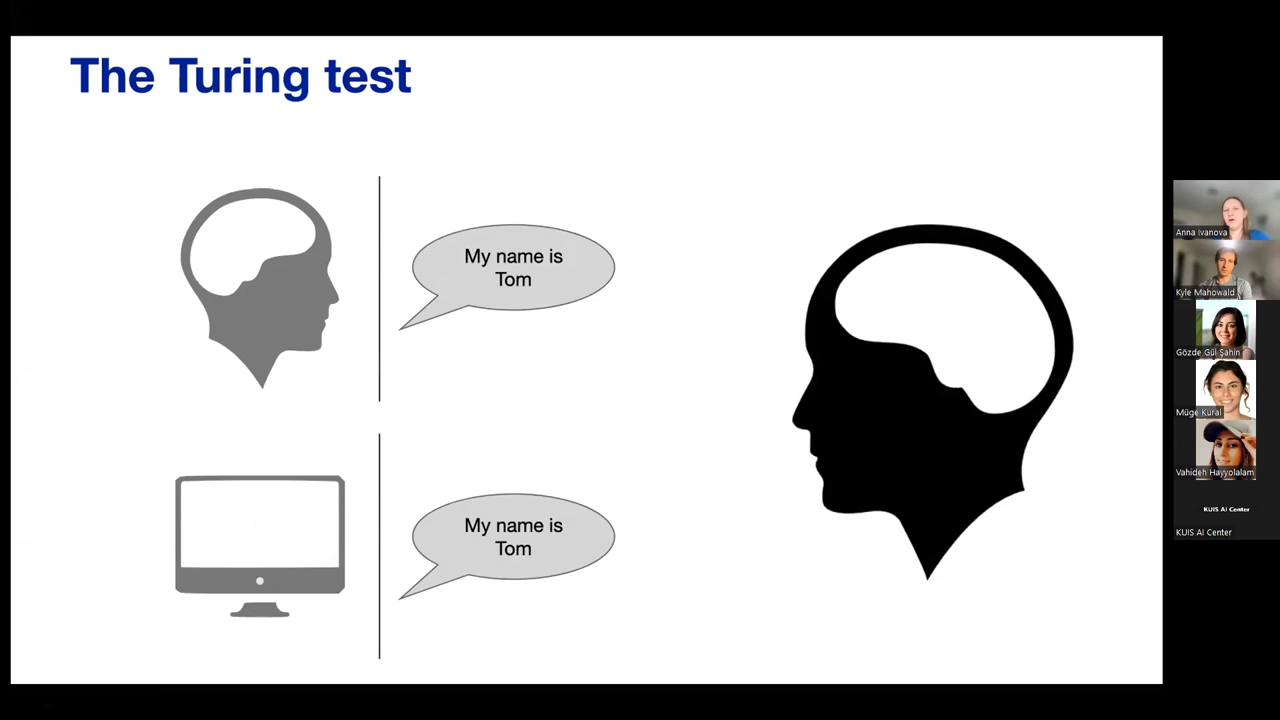 The Turing test
My name is
Tom
My name is
Tom
Anna Ivanova
Kyle Mahowald
Gözde Gül Şahin
Müge Kural
Vahideh Hayyolalam
KUIS AI Center
KUIS AI Center